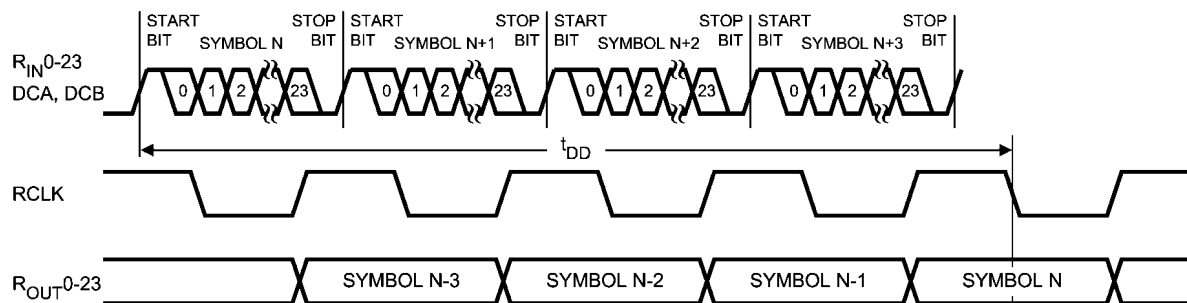 START BIT SYMBOL N STOP BIT
START BIT SYMBOL N+1 STOP BIT
START BIT SYMBOL N+2 STOP BIT
START BIT SYMBOL N+3 STOP BIT
RIN0-23
DCA, DCB
0 1 2 23
0 1 2 23
0 1 2 23
0 1 2 23
tDD
RCLK
ROUT0-23
SYMBOL N-3
SYMBOL N-2
SYMBOL N-1
SYMBOL N